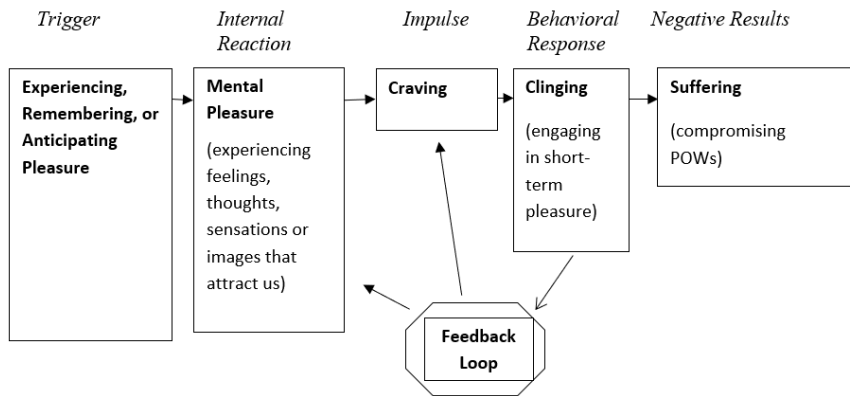 Trigger
Internal
Reaction
Impulse
Behavioral
Response
Negative Results
Experiencing,
Remembering, or
Anticipating
Pleasure
Mental
Pleasure
(experiencing
feelings,
thoughts,
sensations or
images that
attract us)
Craving
Clinging
(engaging
in short-
term
pleasure)
Suffering
(compromising
POWs)
Feedback
Loop